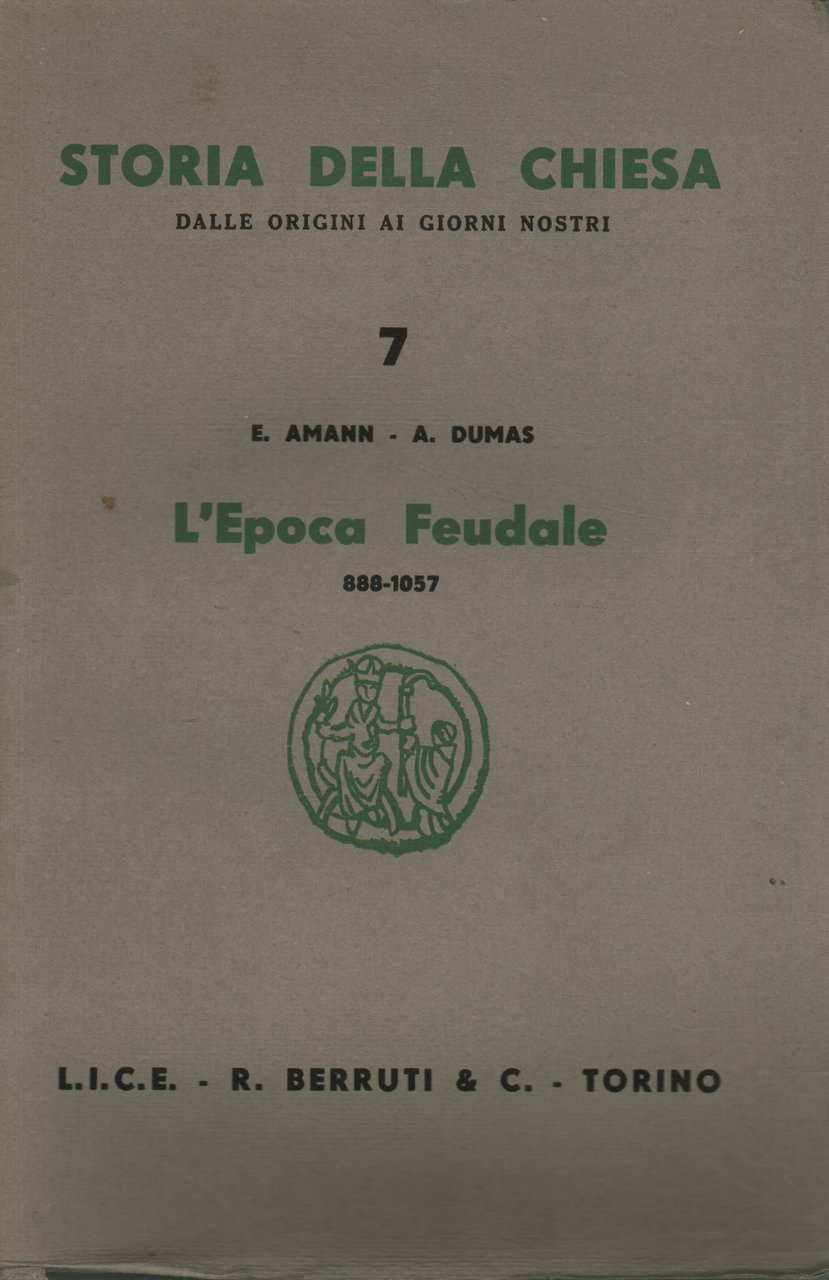 STORIA DELLA CHIESA
DALLE ORIGINI AI GIORNI NOSTRI
7
E. AMANN - A. DUMAS
L'Epoca Feudale
888-1057
L.I.C.E. - R. BERRUTI & C. - TORINO